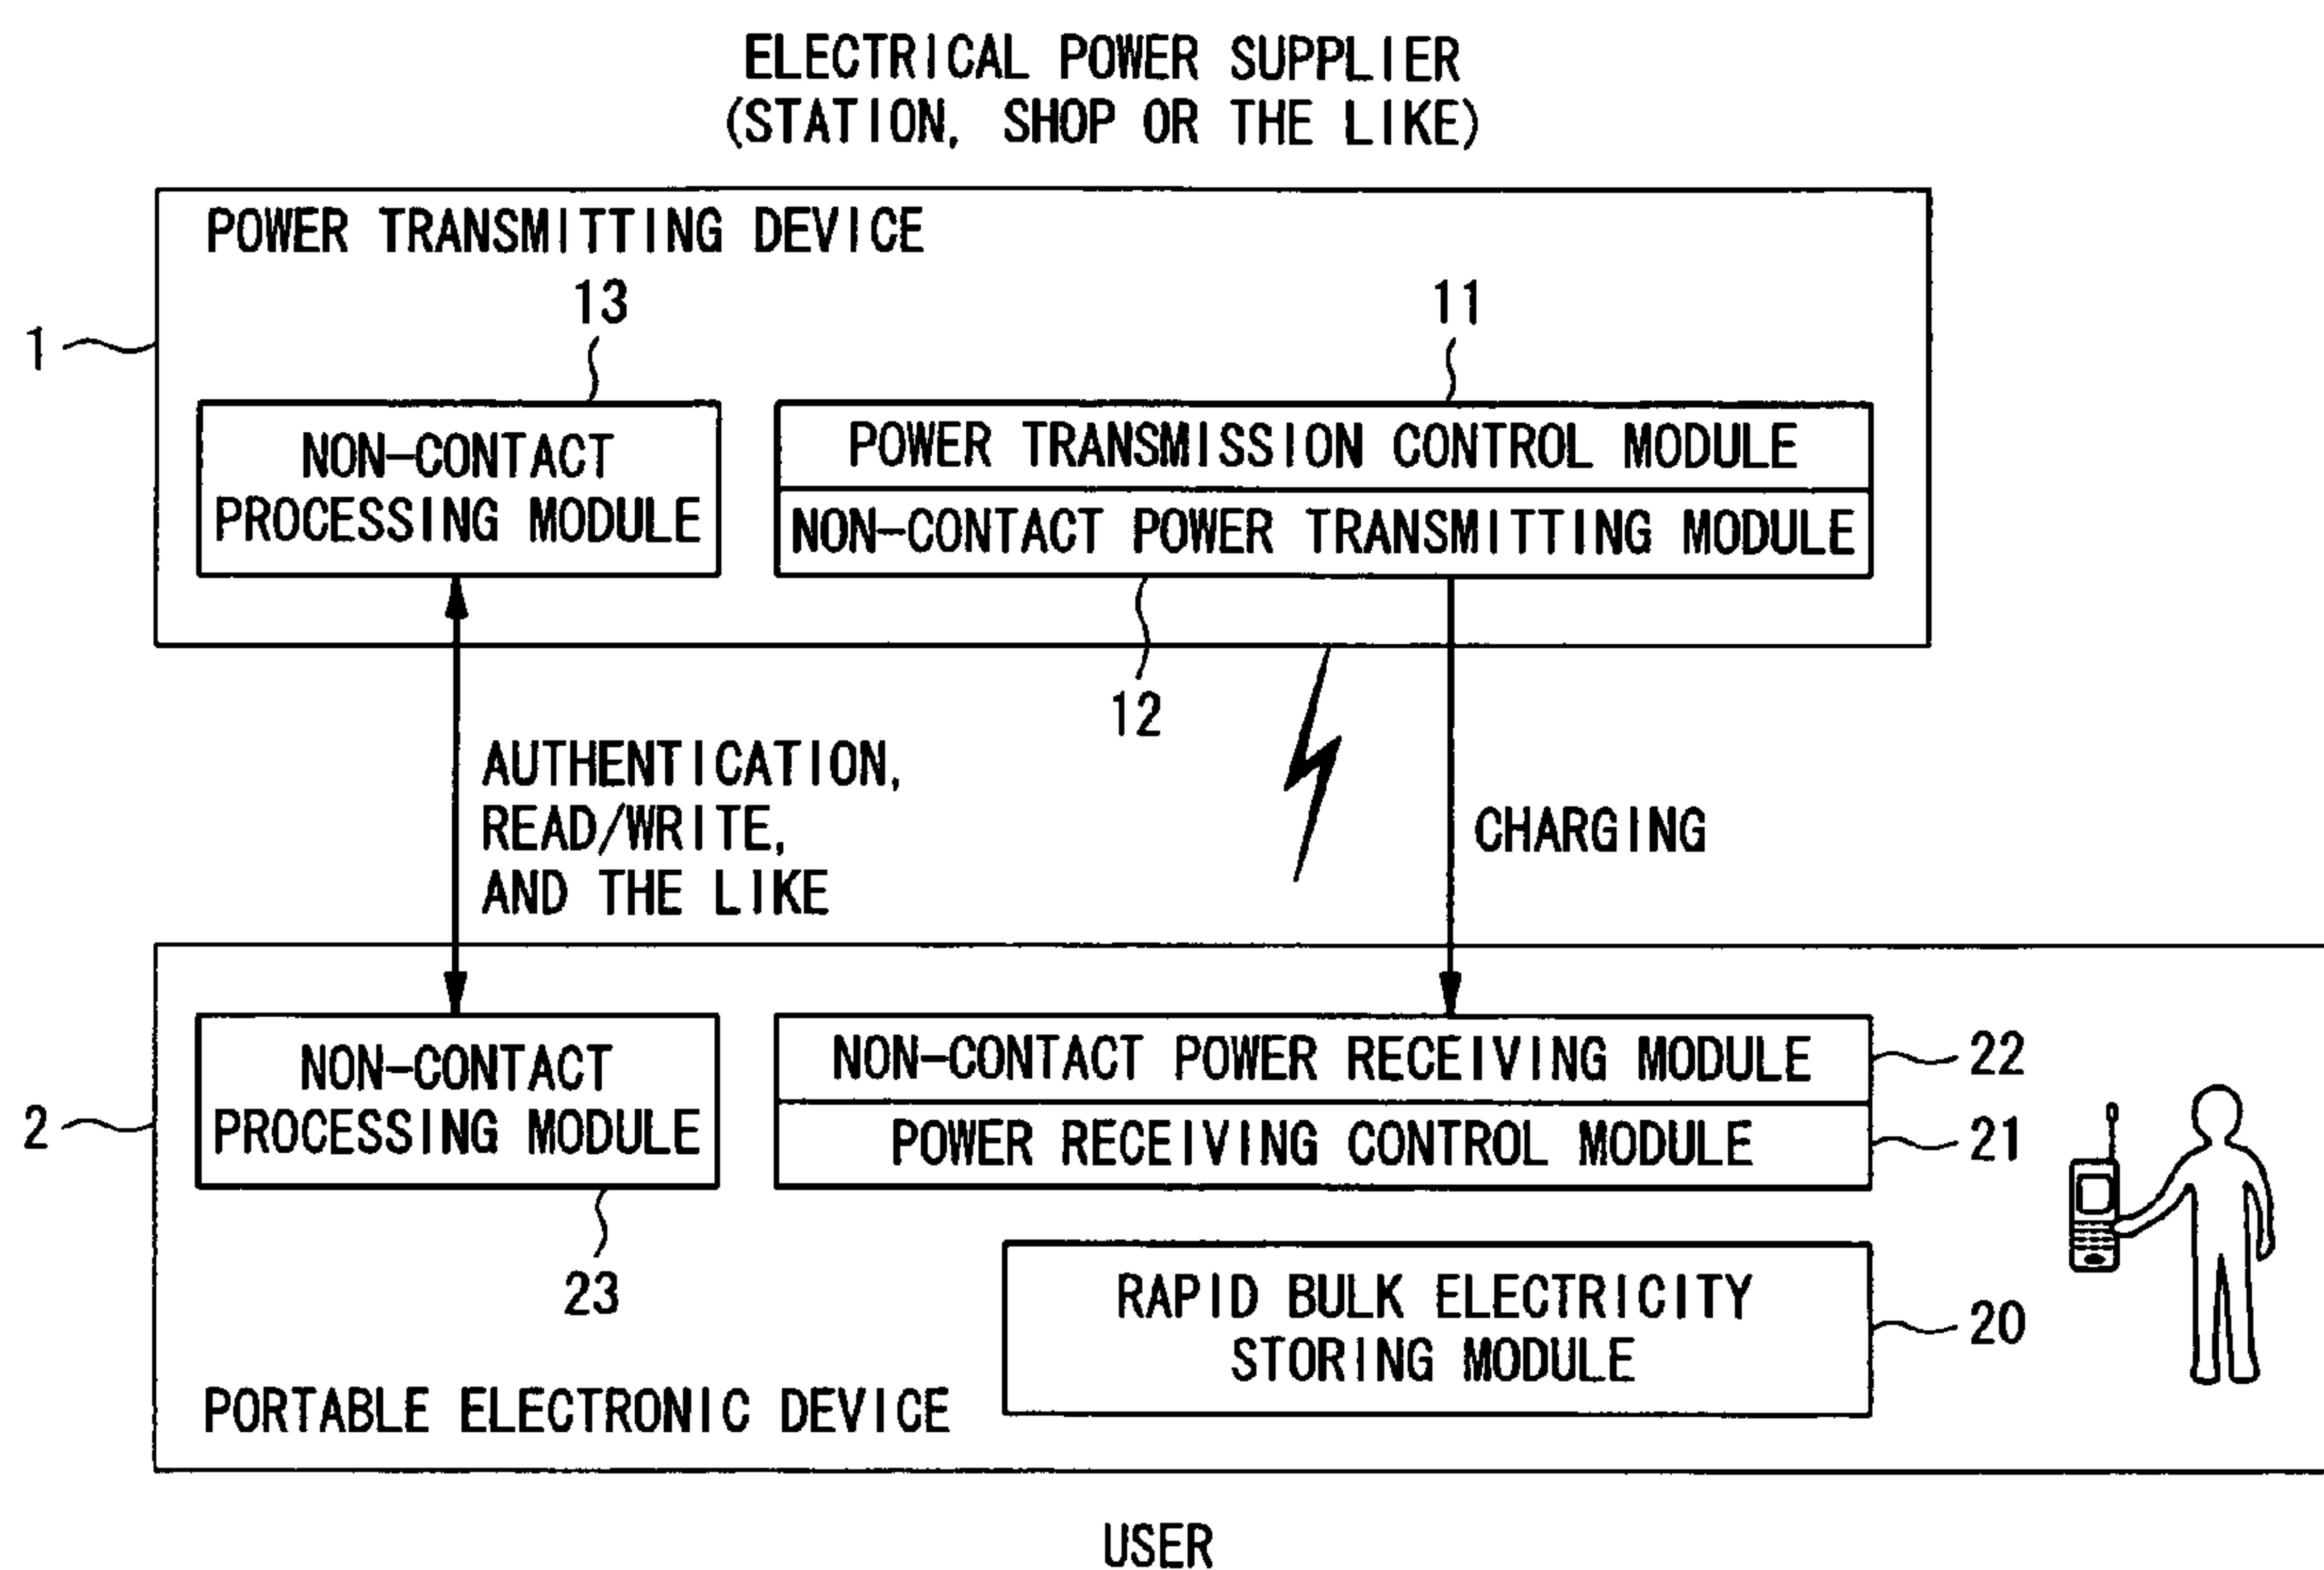 ELECTRICAL POWER SUPPLIER
(STATION, SHOP OR THE LIKE)
POWER TRANSMITTING DEVICE
13
11
1
NON-CONTACT
PROCESSING MODULE
POWER TRANSMISSION CONTROL MODULE
NON-CONTACT POWER TRANSMITTING MODULE
12
AUTHENTICATION,
READ/WRITE,
AND THE LIKE
CHARGING
NON-CONTACT
PROCESSING MODULE
NON-CONTACT POWER RECEIVING MODULE
22
2
POWER RECEIVING CONTROL MODULE
21
23
RAPID BULK ELECTRICITY
STORING MODULE
20
PORTABLE ELECTRONIC DEVICE
USER